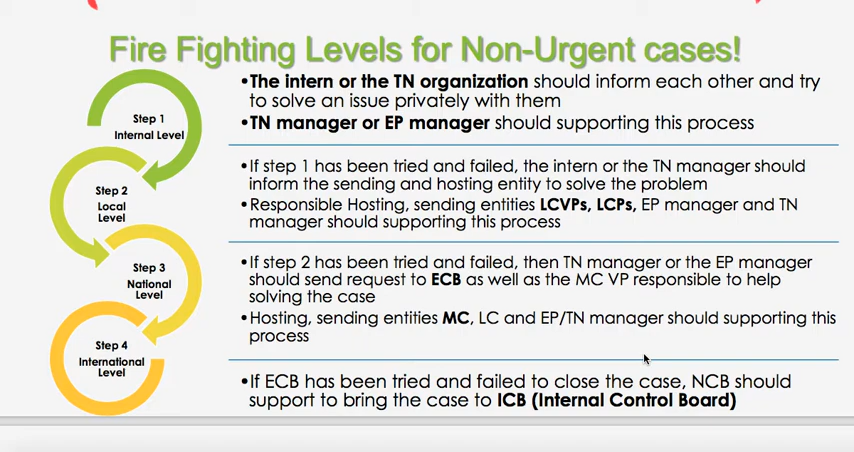 Fire Fighting Levels for Non-Urgent cases!
Step 1
Internal Level
•The intern or the TN organization should inform each other and try
to solve an issue privately with them
•TN manager or EP manager should supporting this process
Step 2
Local
Level
•If step 1 has been tried and failed, the intern or the TN manager should
inform the sending and hosting entity to solve the problem
•Responsible Hosting, sending entities LCVPs, LCPs, EP manager and TN
manager should supporting this process
Step 3
National
Level
•If step 2 has been tried and failed, then TN manager or the EP manager
should send request to ECB as well as the MC VP responsible to help
solving the case
•Hosting, sending entities MC, LC and EP/TN manager should supporting this
process
Step 4
International
Level
•If ECB has been tried and failed to close the case, NCB should
support to bring the case to ICB (Internal Control Board)